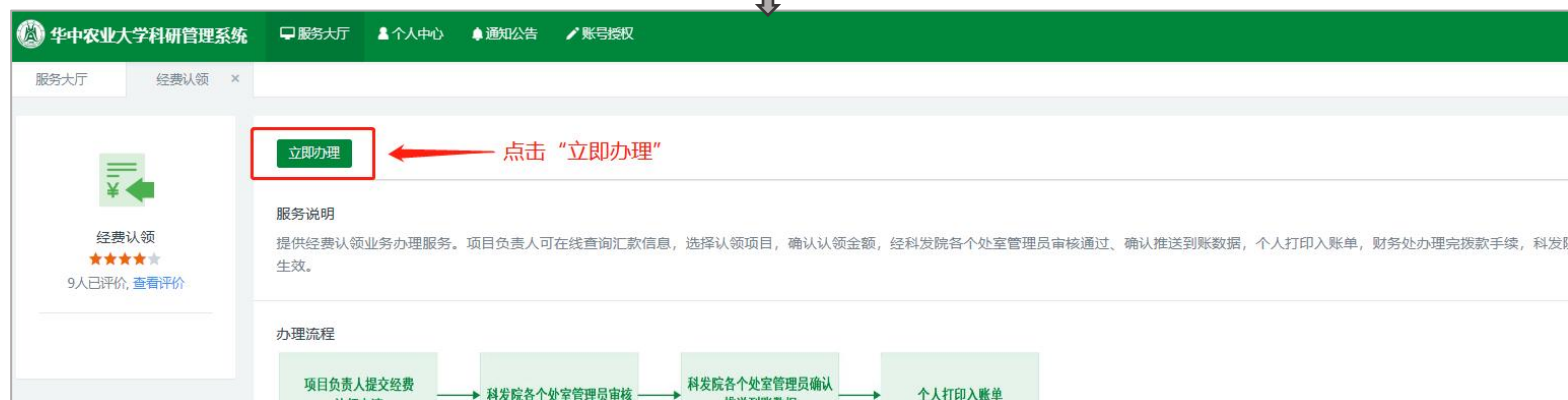 华中农业大学科研管理系统 服务大厅 个人中心 通知公告 账号授权
服务大厅 经费认领 ×
立即办理 点击“立即办理”
服务说明
提供经费认领业务办理服务。项目负责人可在线查询汇款信息，选择认领项目，确认认领金额，经科发院各个处室管理员审核通过、确认推送到账数据，个人打印入账单，财务处办理完拨款手续，科发院
生效。
经费认领
9人已评价, 查看评价
办理流程
项目负责人提交经费
科发院各个处室管理员审核
科发院各个处室管理员确认
个人打印入账单